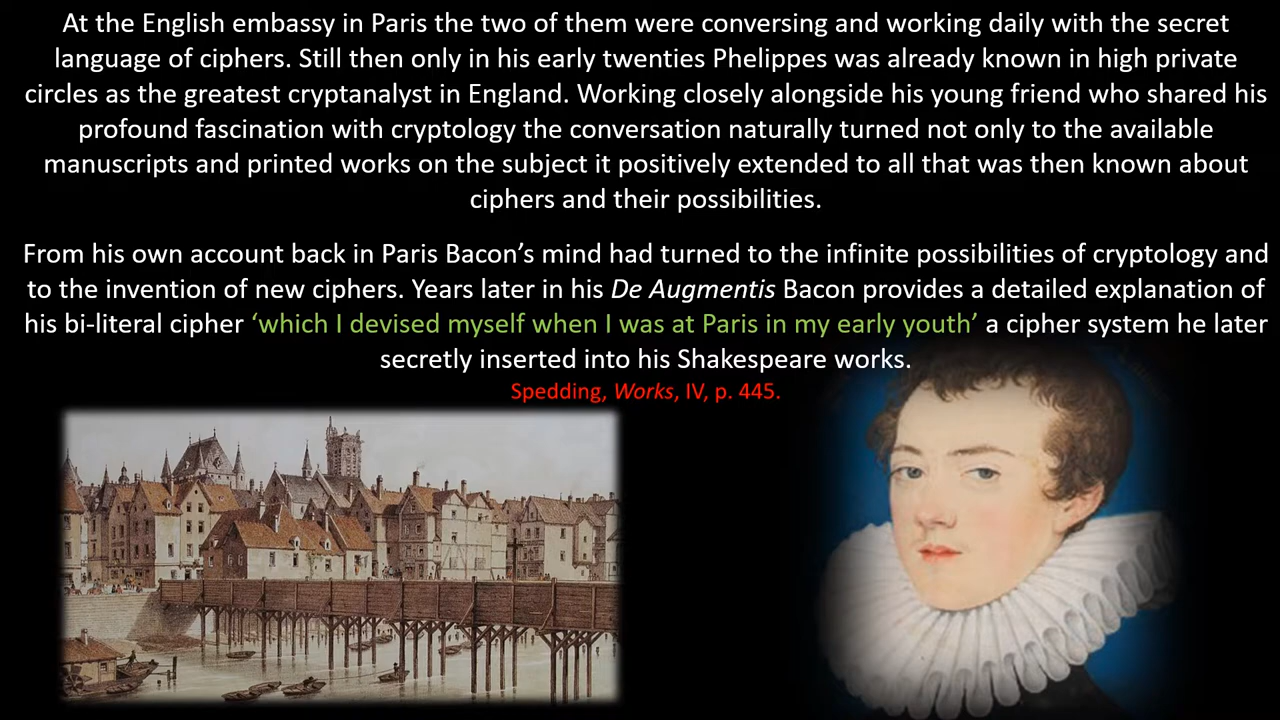 At the English embassy in Paris the two of them were conversing and working daily with the secret
language of ciphers. Still then only in his early twenties Phelippes was already known in high private
circles as the greatest cryptanalyst in England. Working closely alongside his young friend who shared his
profound fascination with cryptology the conversation naturally turned not only to the available
manuscripts and printed works on the subject it positively extended to all that was then known about
ciphers and their possibilities.
From his own account back in Paris Bacon’s mind had turned to the infinite possibilities of cryptology and
to the invention of new ciphers. Years later in his De Augmentis Bacon provides a detailed explanation of
his bi-literal cipher ‘which I devised myself when I was at Paris in my early youth’ a cipher system he later
secretly inserted into his Shakespeare works.
Spedding, Works, IV, p. 445.